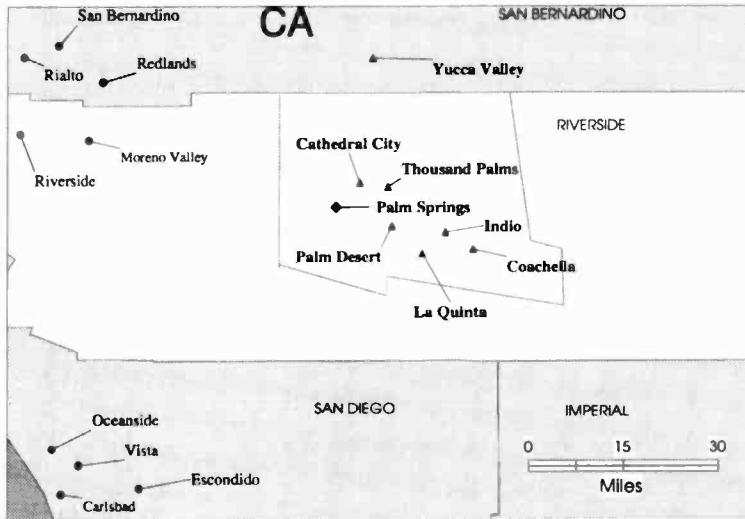 San Bernardino
CA
SAN BERNARDINO
Rialto
Redlands
Yucca Valley
RIVERSIDE
Cathedral City
Moreno Valley
Thousand Palms
Riverside
Palm Springs
Indio
Palm Desert
Coachella
La Quinta
SAN DIEGO
IMPERIAL
Oceanside
Vista
0 15 30
Escondido
Miles
Carlsbad